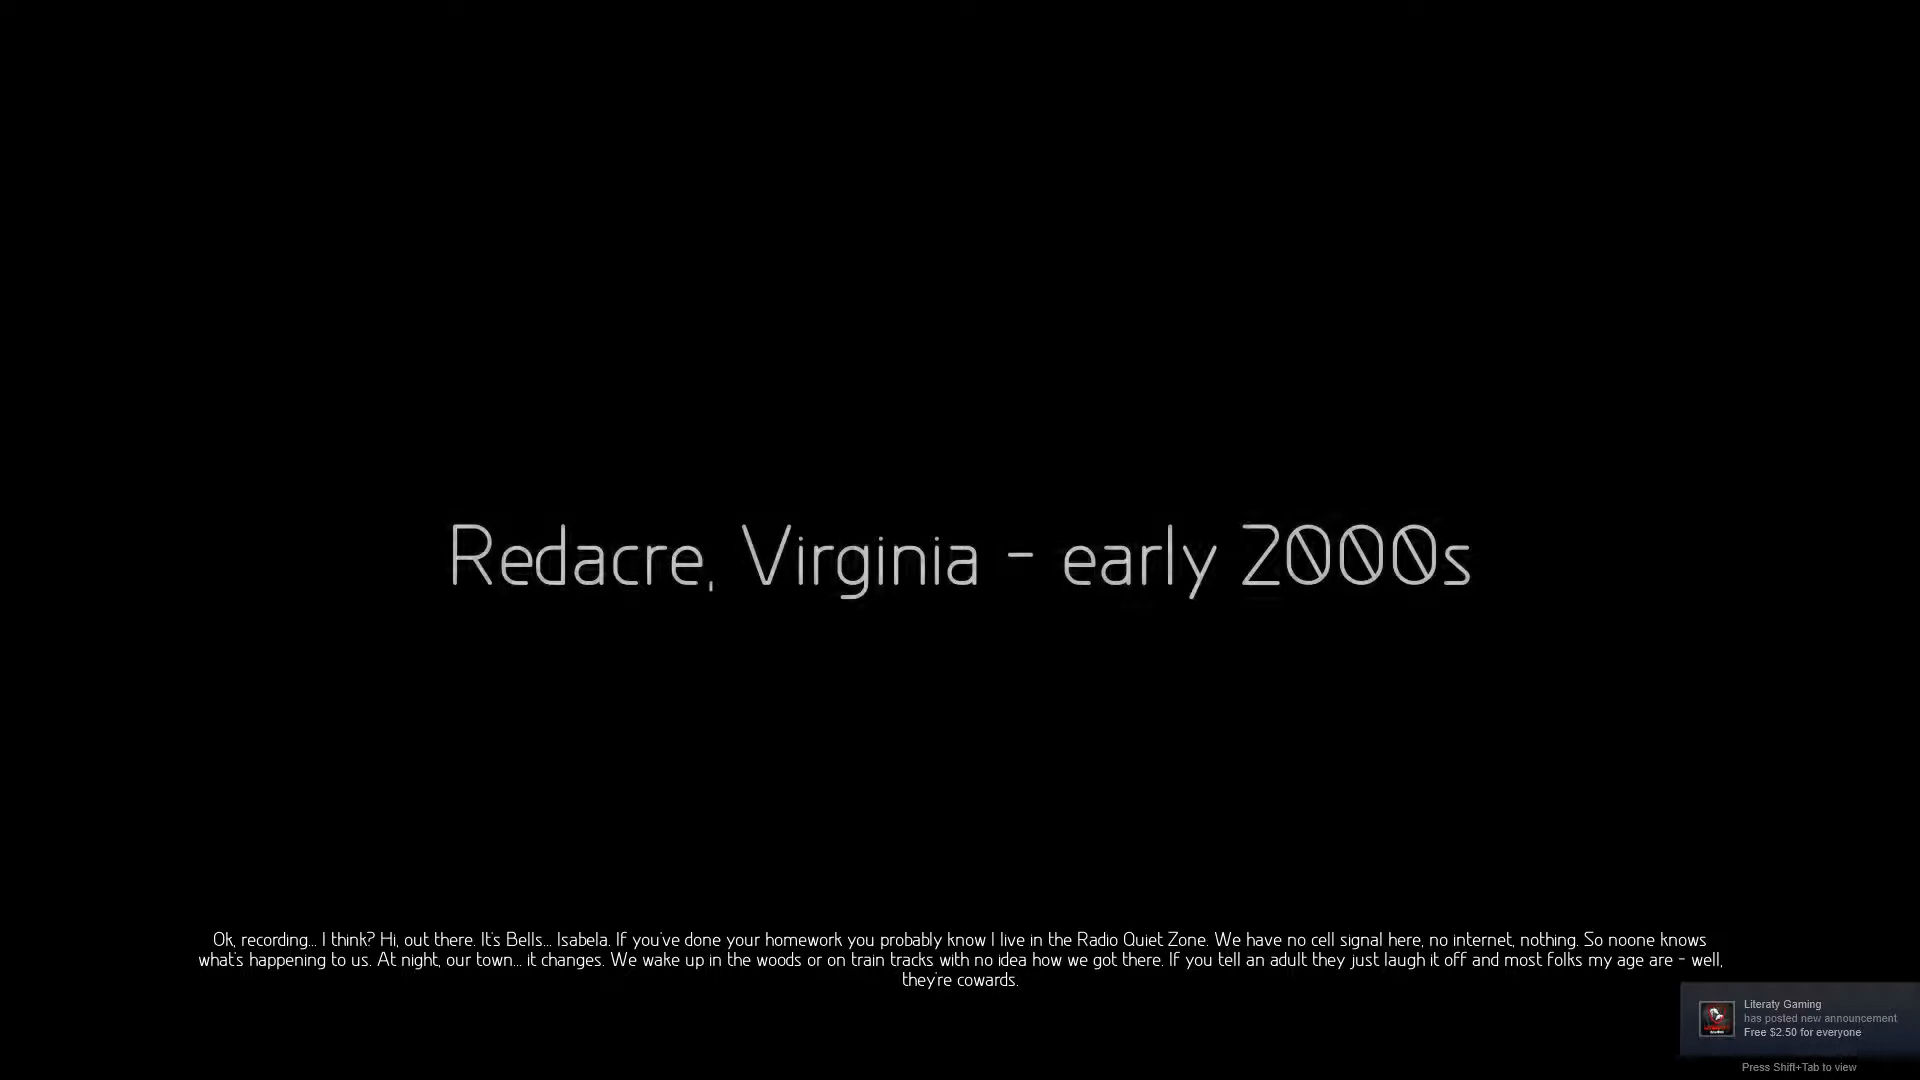 Redacre, Virginia - early 2000s
Ok, recording... I think? Hi, out there. It's Bells... Isabela. If you've done your homework you probably know I live in the Radio Quiet Zone. We have no cell signal here, no internet, nothing. So noone knows
what's happening to us. At night, our town... it changes. We wake up in the woods or on train tracks with no idea how we got there. If you tell an adult they just laugh it off and most folks my age are - well,
they're cowards.
Literaty Gaming
has posted new announcement
Free $2.50 for everyone
Press Shift+Tab to view